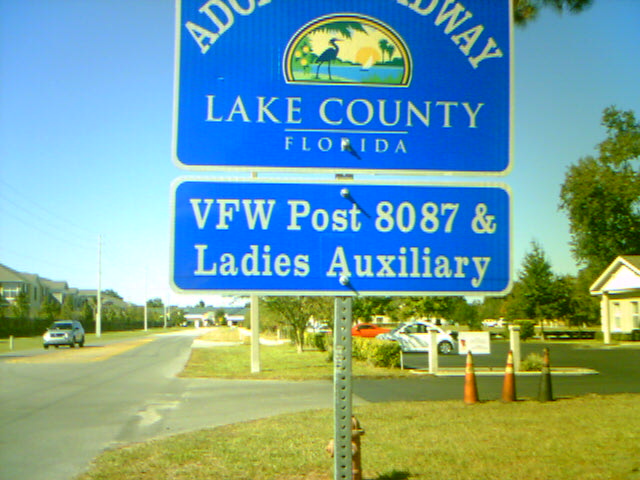 LAKE COUNTY
FLORIDA
VFW Post 8087 &
Ladies Auxiliary